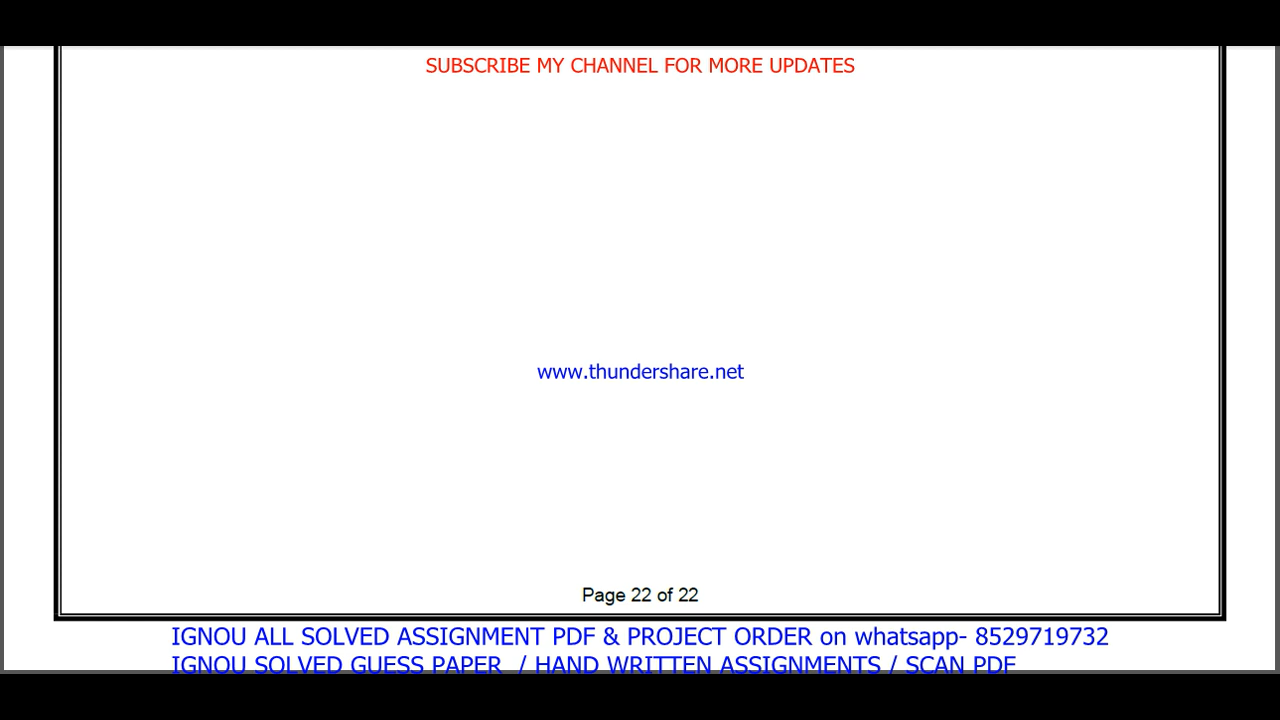 SUBSCRIBE MY CHANNEL FOR MORE UPDATES
www.thundershare.net
Page 22 of 22
IGNOU ALL SOLVED ASSIGNMENT PDF & PROJECT ORDER on whatsapp- 8529719732
IGNOU SOLVED GUESS PAPER / HAND WRITTEN ASSIGNMENTS / SCAN PDF